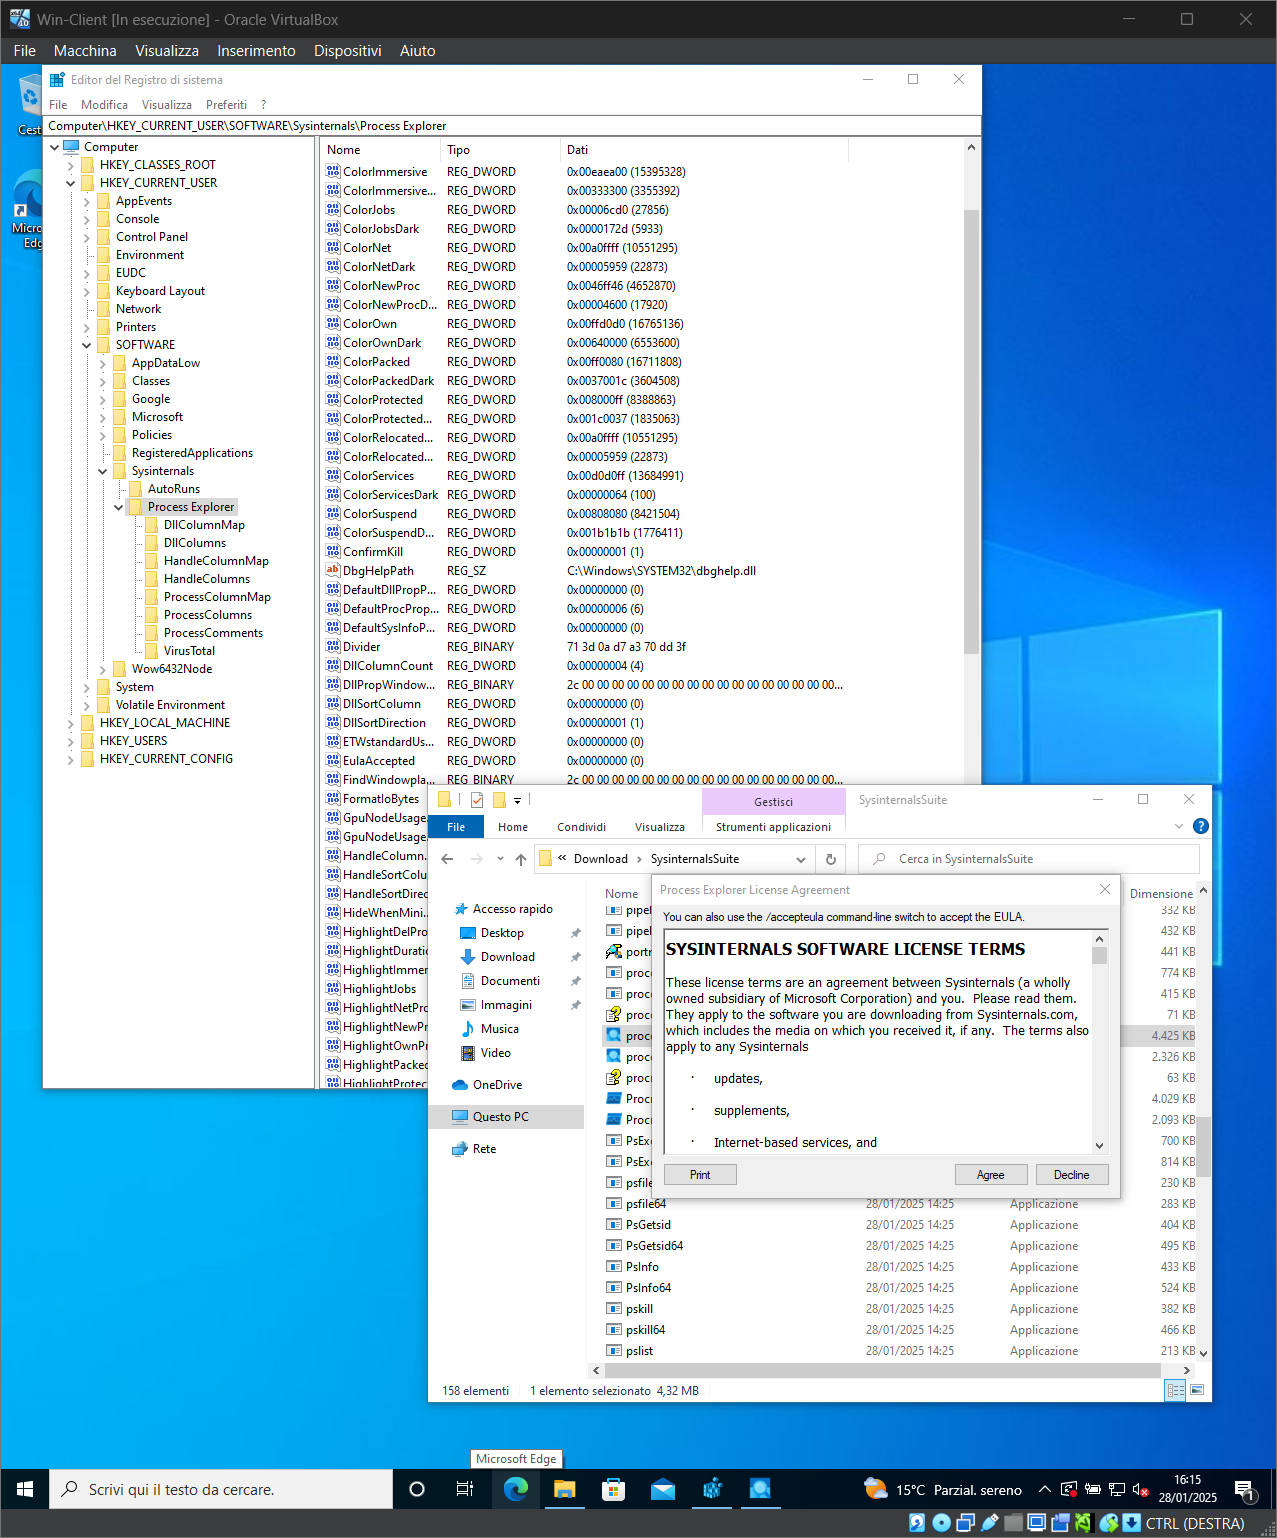 Win-Client [In esecuzione] - Oracle VirtualBox
File Macchina Visualizza Inserimento Dispositivi Aiuto
Editor del Registro di sistema
File Modifica Visualizza Preferiti ?
Computer\HKEY_CURRENT_USER\SOFTWARE\Sysinternals\Process Explorer
Computer
HKEY_CLASSES_ROOT
HKEY_CURRENT_USER
AppEvents
Console
Control Panel
Environment
EUDC
Keyboard Layout
Network
Printers
SOFTWARE
AppDataLow
Classes
Google
Microsoft
Policies
RegisteredApplications
Sysinternals
AutoRuns
Process Explorer
DllColumnMap
DllColumns
HandleColumnMap
HandleColumns
ProcessColumnMap
ProcessColumns
ProcessComments
VirusTotal
Wow6432Node
System
Volatile Environment
HKEY_LOCAL_MACHINE
HKEY_USERS
HKEY_CURRENT_CONFIG
Nome Tipo Dati
ColorImmersive REG_DWORD 0x00eaea00 (15395328)
ColorImmersive... REG_DWORD 0x00333300 (3355392)
ColorJobs REG_DWORD 0x00006cd0 (27856)
ColorJobsDark REG_DWORD 0x0000172d (5933)
ColorNet REG_DWORD 0x00a0ffff (10551295)
ColorNetDark REG_DWORD 0x00005959 (22873)
ColorNewProc REG_DWORD 0x0046ff46 (4652870)
ColorNewProcD... REG_DWORD 0x00004600 (17920)
ColorOwn REG_DWORD 0x00ffd0d0 (16765136)
ColorOwnDark REG_DWORD 0x00640000 (6553600)
ColorPacked REG_DWORD 0x00ff0080 (16711808)
ColorPackedDark REG_DWORD 0x0037001c (3604508)
ColorProtected REG_DWORD 0x008000ff (8388863)
ColorProtected... REG_DWORD 0x001c0037 (1835063)
ColorRelocated... REG_DWORD 0x00a0ffff (10551295)
ColorRelocated... REG_DWORD 0x00005959 (22873)
ColorServices REG_DWORD 0x00d0d0ff (13684991)
ColorServicesDark REG_DWORD 0x00000064 (100)
ColorSuspend REG_DWORD 0x00808080 (8421504)
ColorSuspendD... REG_DWORD 0x001b1b1b (1776411)
ConfirmKill REG_DWORD 0x00000001 (1)
DbgHelpPath REG_SZ C:\Windows\SYSTEM32\dbghelp.dll
DefaultDllPropP... REG_DWORD 0x00000000 (0)
DefaultProcProp... REG_DWORD 0x00000006 (6)
DefaultSysInfoP... REG_DWORD 0x00000000 (0)
Divider REG_BINARY 71 3d 0a d7 a3 70 dd 3f
DllColumnCount REG_DWORD 0x00000004 (4)
DllPropWindow... REG_BINARY 2c 00 00 00 00 00 00 00 00 00 00 00 00 00 00 00 00 00...
DllSortColumn REG_DWORD 0x00000000 (0)
DllSortDirection REG_DWORD 0x00000001 (1)
ETWstandardUs... REG_DWORD 0x00000000 (0)
EulaAccepted REG_DWORD 0x00000000 (0)
FindWindowpla... REG_BINARY 2c 00 00 00 00 00 00 00 00 00 00 00 00 00 00 00 00 00...
FormatIoBytes
GpuNodeUsage
GpuNodeUsage
HandleColumn.
HandleSortColu
HandleSortDirec
HideWhenMini.
HighlightDelPro
HighlightDuratio
HighlightImmer
HighlightJobs
HighlightNetPro
HighlightNewPr
HighlightOwnPr
HighlightPacked
HighlightProtec
Gestisci SysinternalsSuite
File Home Condividi Visualizza Strumenti applicazioni
« Download SysinternalsSuite Cerca in SysinternalsSuite
Accesso rapido
Desktop
Download
Documenti
Immagini
Musica
Video
OneDrive
Questo PC
Rete
Nome Dimensione
pipel 332 KB
pipel 432 KB
portr 441 KB
proce 774 KB
proce 415 KB
proce 71 KB
proce 4.425 KB
proce 2.326 KB
procr 63 KB
Procr 4.029 KB
Procr 2.093 KB
PsExe 700 KB
PsExe 814 KB
psfile 230 KB
psfile64 28/01/2025 14:25 Applicazione 283 KB
PsGetsid 28/01/2025 14:25 Applicazione 404 KB
PsGetsid64 28/01/2025 14:25 Applicazione 495 KB
PsInfo 28/01/2025 14:25 Applicazione 433 KB
PsInfo64 28/01/2025 14:25 Applicazione 524 KB
pskill 28/01/2025 14:25 Applicazione 382 KB
pskill64 28/01/2025 14:25 Applicazione 466 KB
pslist 28/01/2025 14:25 Applicazione 213 KB
158 elementi 1 elemento selezionato 4,32 MB
Process Explorer License Agreement
You can also use the /accepteula command-line switch to accept the EULA.
SYSINTERNALS SOFTWARE LICENSE TERMS
These license terms are an agreement between Sysinternals (a wholly
owned subsidiary of Microsoft Corporation) and you. Please read them.
They apply to the software you are downloading from Sysinternals.com,
which includes the media on which you received it, if any. The terms also
apply to any Sysinternals
· updates,
· supplements,
· Internet-based services, and
Print Agree Decline
Cest
Micro
Edg
Microsoft Edge
Scrivi qui il testo da cercare.
15°C Parzial. sereno
16:15
28/01/2025
1
CTRL (DESTRA)